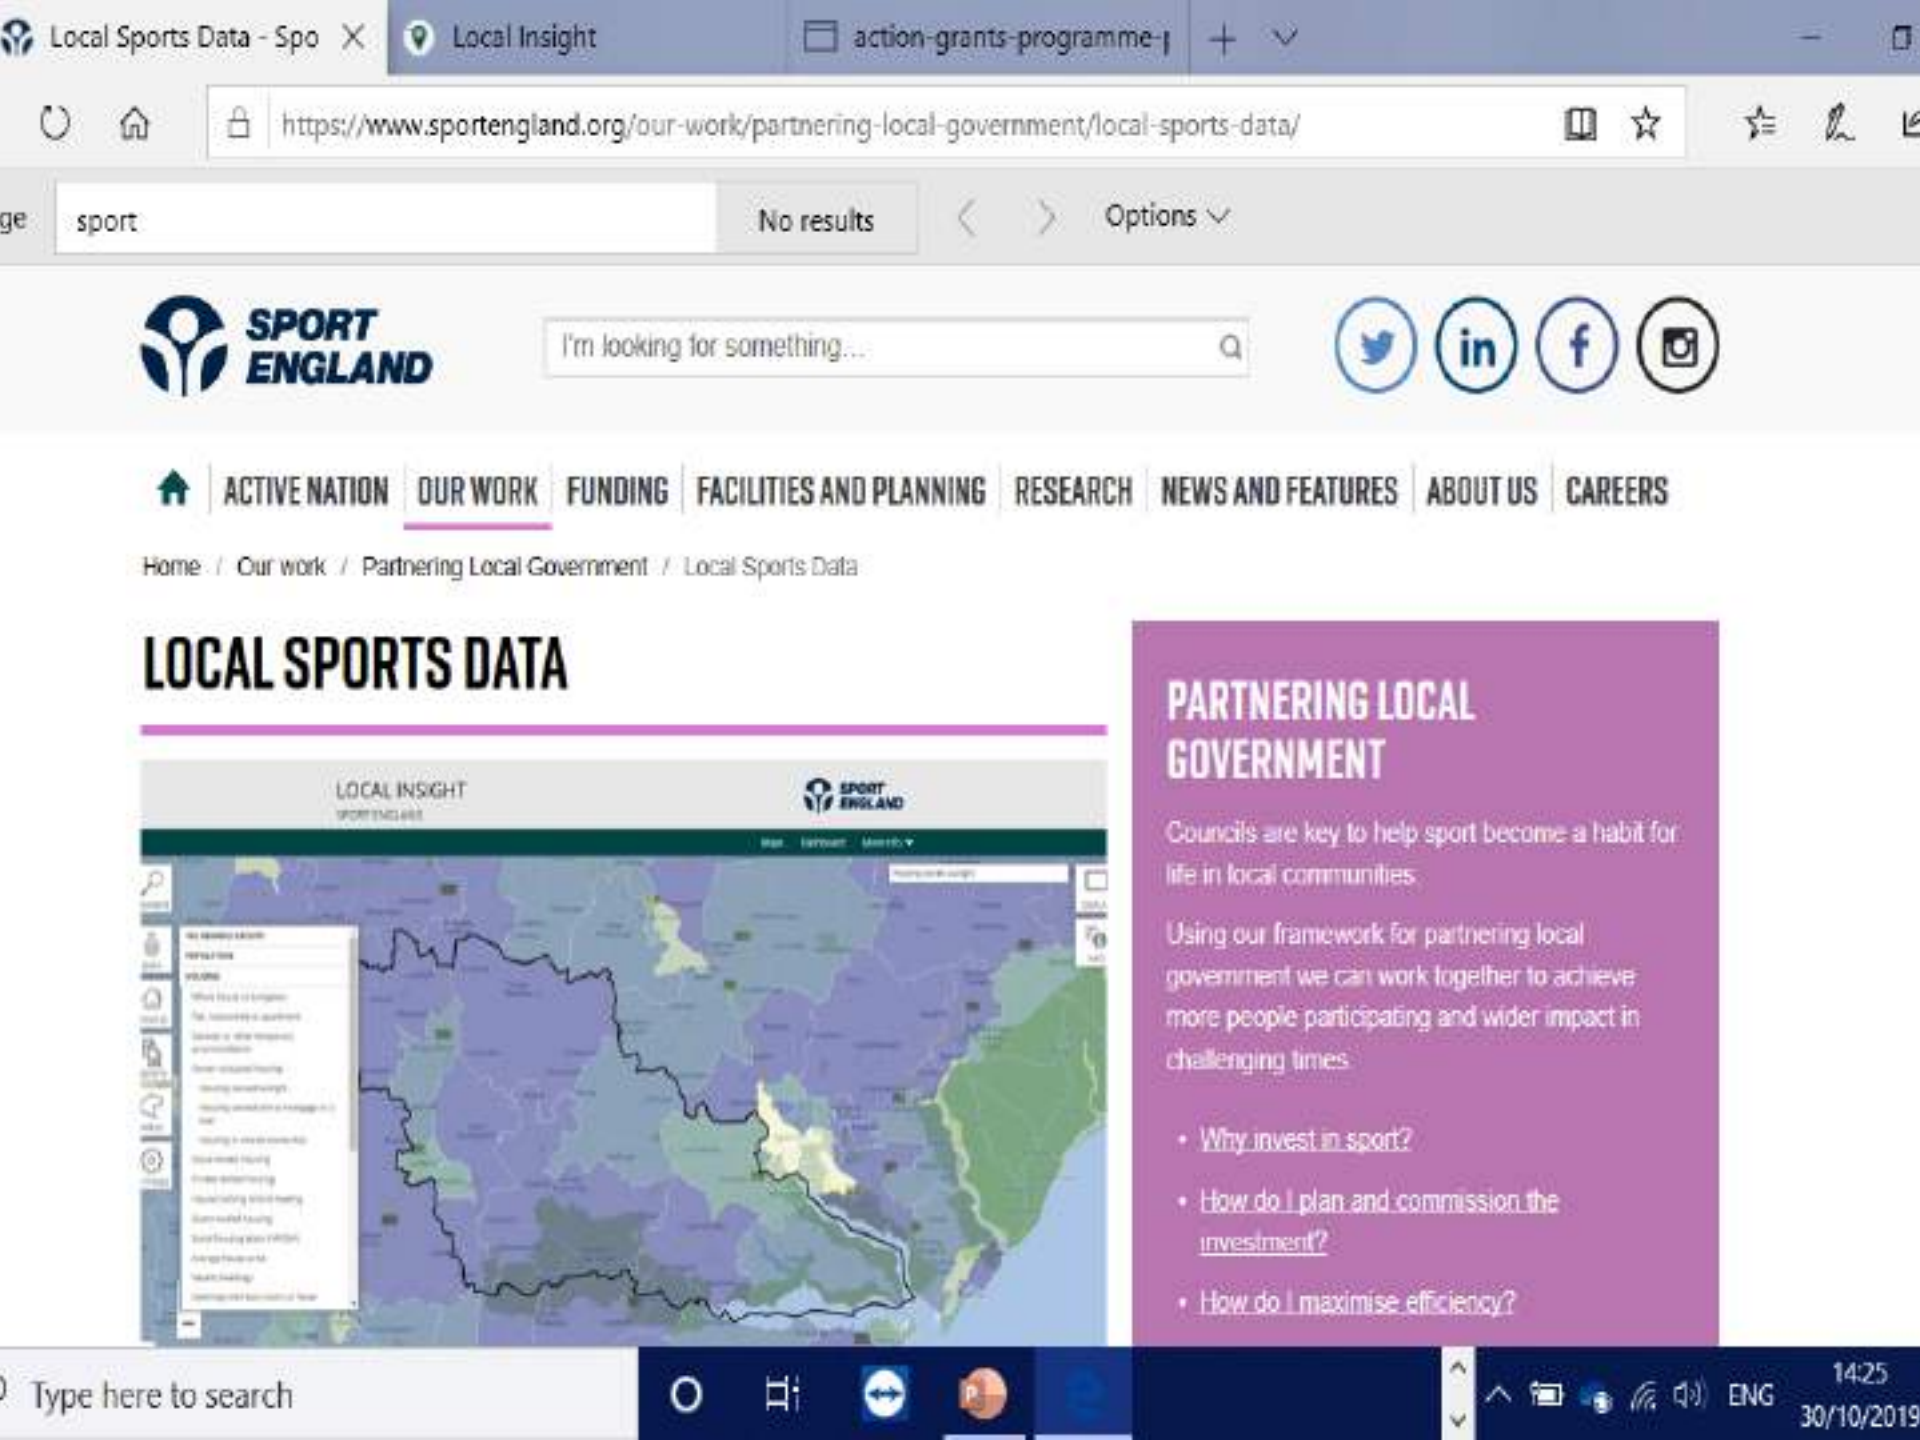 Local Sports Data - Spo
Local Insight
action-grants-programme-
https://www.sportengland.org/our-work/partnering-local-government/local-sports-data/
ge
sport
No results
Options
SPORT
ENGLAND
I'm looking for something...
in
f
ACTIVE NATION
OUR WORK
FUNDING
FACILITIES AND PLANNING
RESEARCH
NEWS AND FEATURES
ABOUT US
CAREERS
Home / Our work / Partnering Local Government / Local Sports Data
LOCAL SPORTS DATA
LOCAL INSIGHT
SPORT ENGLAND
SPORT
ENGLAND
PARTNERING LOCAL
GOVERNMENT
Councils are key to help sport become a habit for
life in local communities.
Using our framework for partnering local
government we can work together to achieve
more people participating and wider impact in
challenging times.
• Why invest in sport?
• How do I plan and commission the
investment?
• How do I maximise efficiency?
Type here to search
P
ENG
14:25
30/10/2019